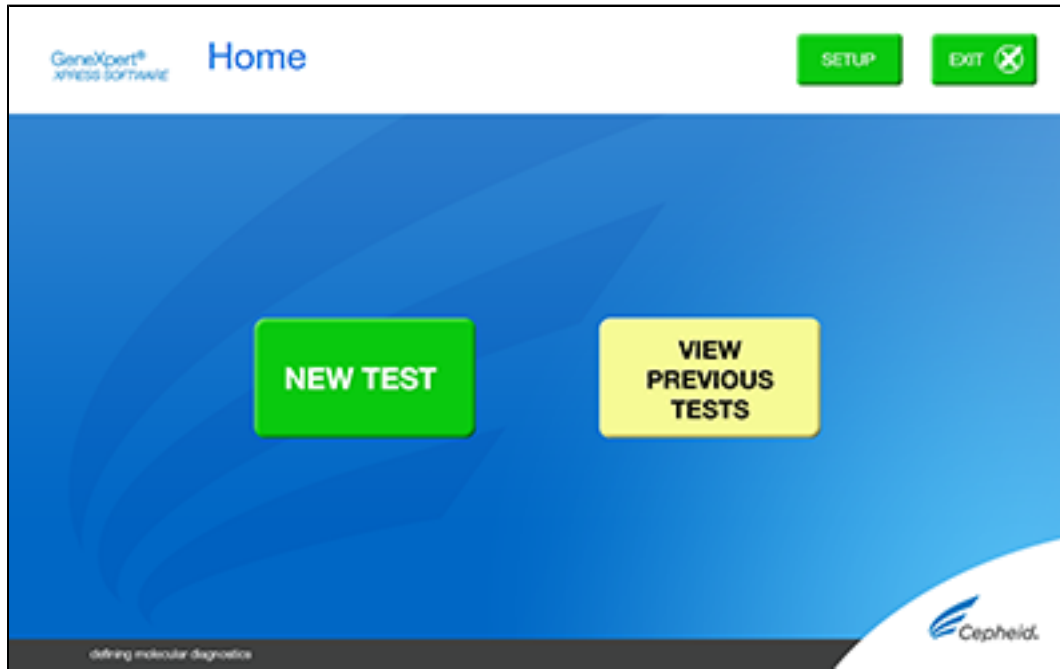 GeneXpert®
XPRESS SOFTWARE
Home
SETUP
EXIT
NEW TEST
VIEW
PREVIOUS
TESTS
Cepheid.
defining molecular diagnostics